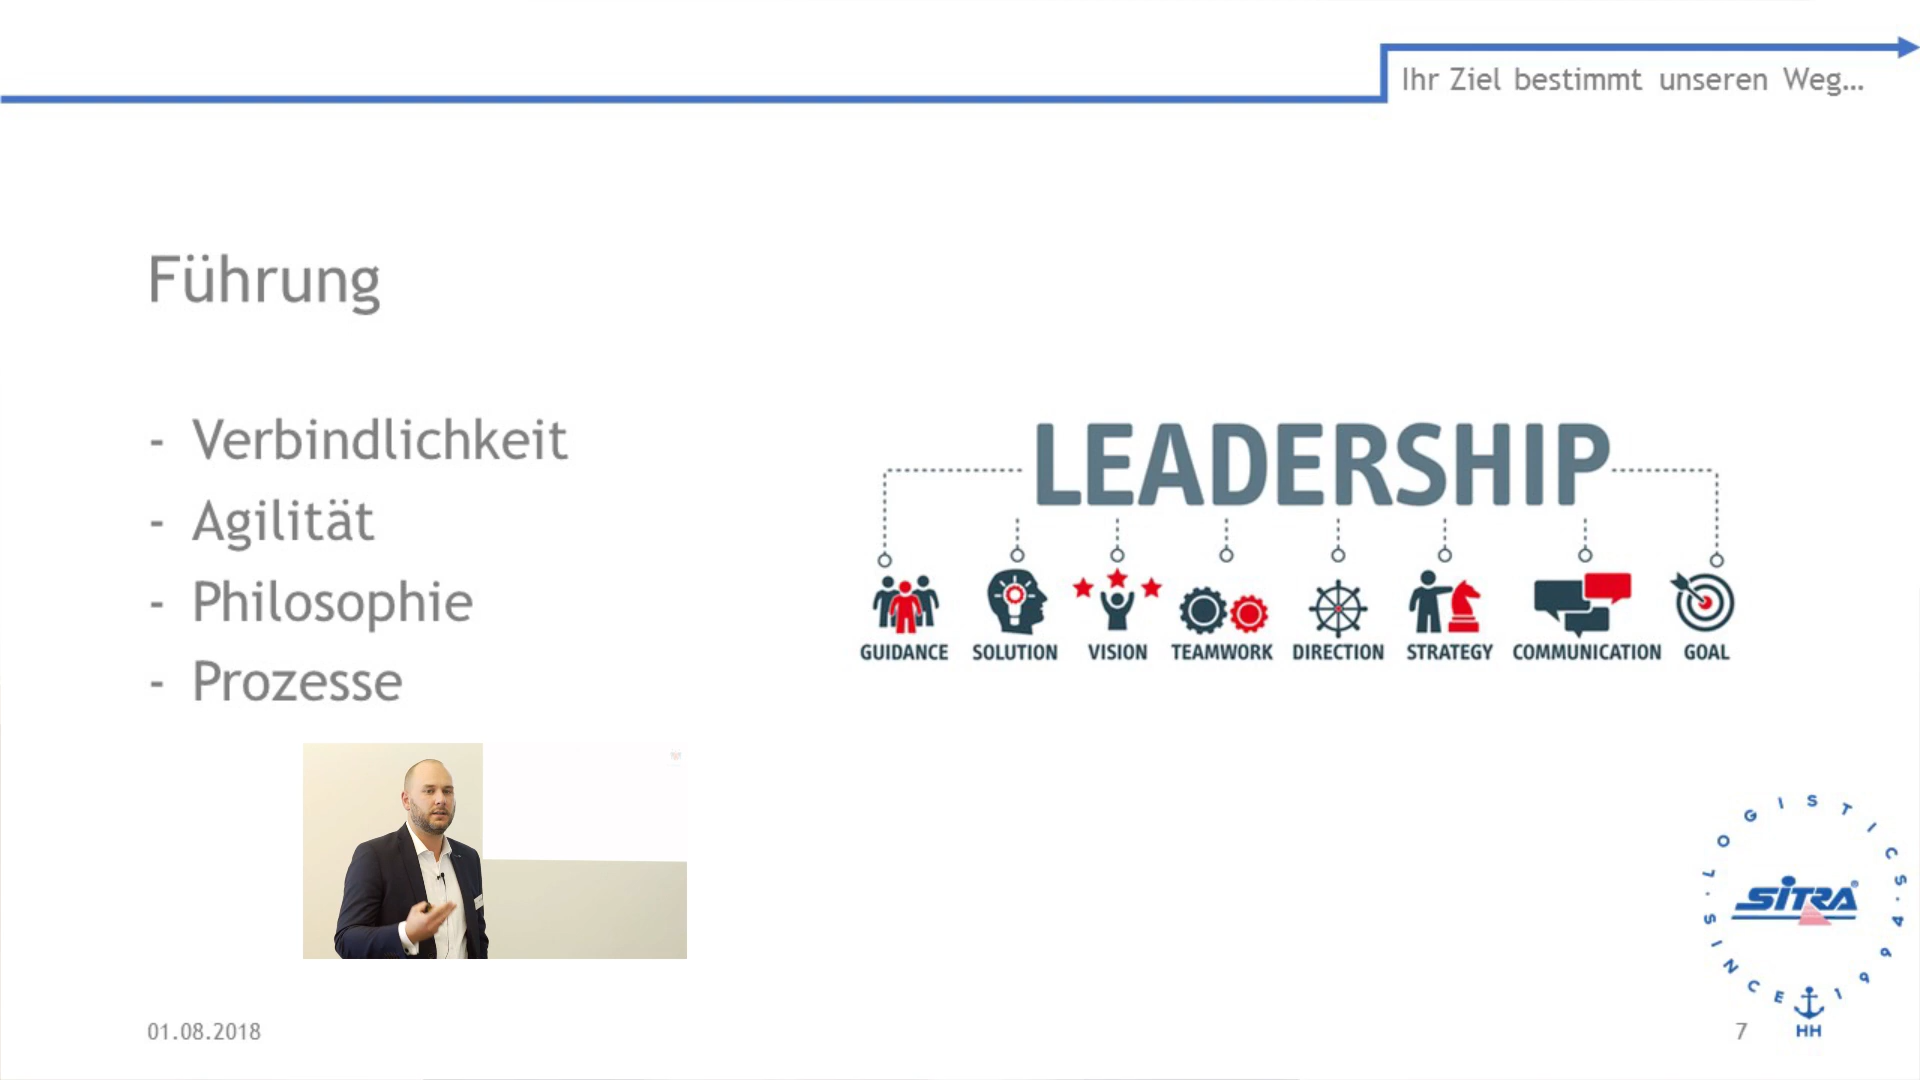 Ihr Ziel bestimmt unseren Weg...
Führung
- Verbindlichkeit
- Agilität
- Philosophie
- Prozesse
LEADERSHIP
GUIDANCE SOLUTION VISION TEAMWORK DIRECTION STRATEGY COMMUNICATION GOAL
LOGISTICS · SINCE 1994 ·
SITRA®
HH
01.08.2018
7